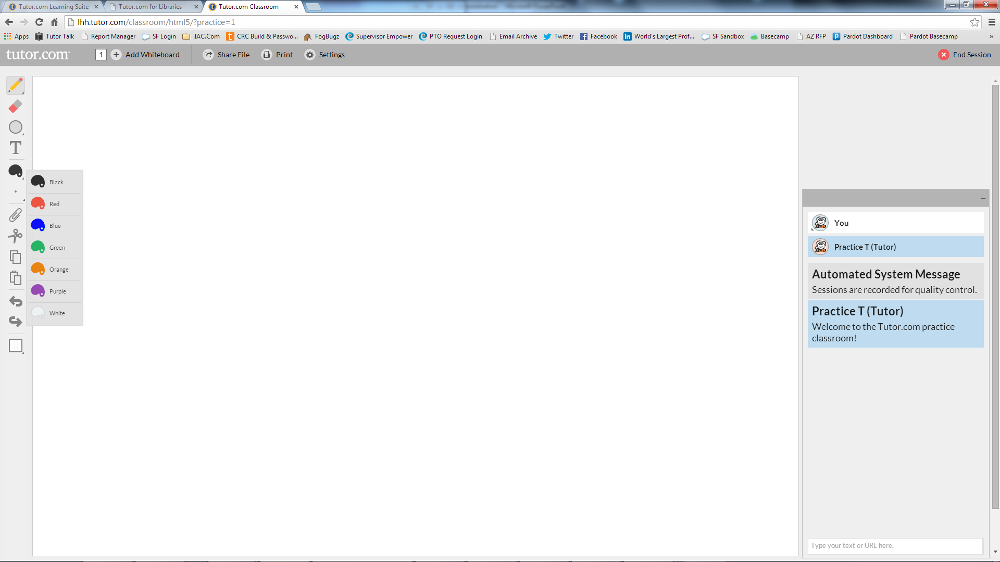 Tutor.com Learning Suite
Tutor.com for Libraries
Tutor.com Classroom
lhh.tutor.com/classroom/html5/?practice=1
Apps
Tutor Talk
Report Manager
SF Login
.IAC.Com
CRC Build & Passwo...
FogBugz
Supervisor Empower
PTO Request Login
Email Archive
Twitter
Facebook
World's Largest Prof...
SF Sandbox
Basecamp
AZ RFP
Pardot Dashboard
Pardot Basecamp
»
tutor.com
1
Add Whiteboard
Share File
Print
Settings
End Session
T
Black
Red
Blue
Green
Orange
Purple
White
You
Practice T (Tutor)
Automated System Message
Sessions are recorded for quality control.
Practice T (Tutor)
Welcome to the Tutor.com practice
classroom!
Type your text or URL here.